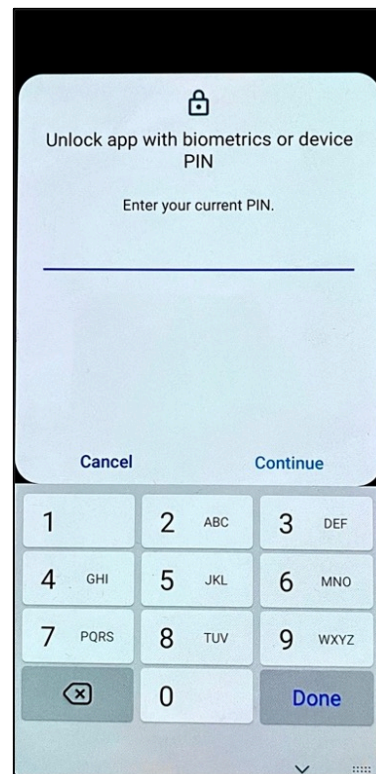 Unlock app with biometrics or device
PIN
Enter your current PIN.
Cancel Continue
1 2 ABC 3 DEF
4 GHI 5 JKL 6 MNO
7 PQRS 8 TUV 9 WXYZ
0 Done